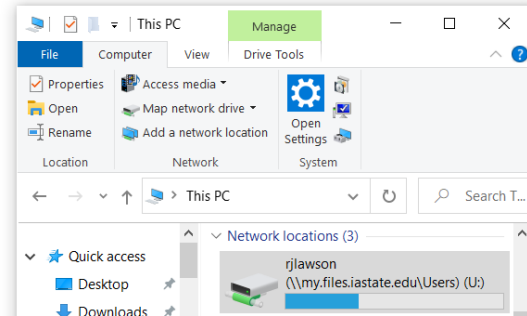 This PC
Manage
File
Computer
View
Drive Tools
Properties
Open
Rename
Location
Access media
Map network drive
Add a network location
Network
Open
Settings
System
This PC
Search T...
Quick access
Desktop
Downloads
Network locations (3)
rjlawson
(\\my.files.iastate.edu\Users) (U:)